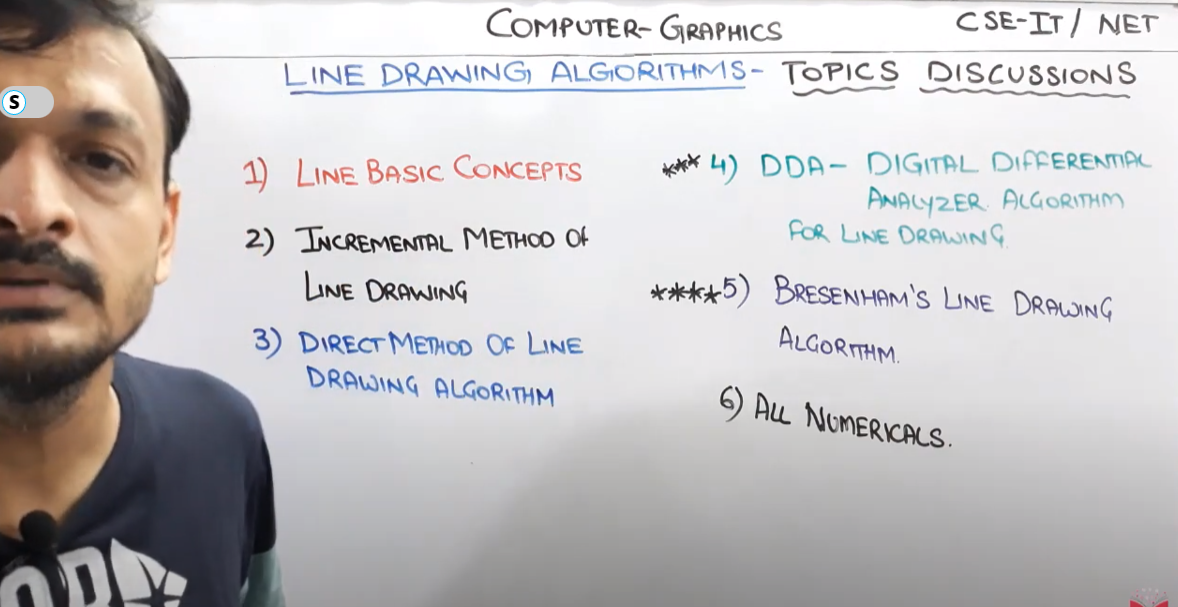 COMPUTER-GRAPHICS
CSE-IT / NET
LINE DRAWING ALGORITHMS- TOPICS DISCUSSIONS
1) LINE BASIC CONCEPTS
2) INCREMENTAL METHOD OF
LINE DRAWING
3) DIRECT METHOD OF LINE
DRAWING ALGORITHM
*** 4) DDA- DIGITAL DIFFERENTIAL
ANALYZER ALGORITHM
FOR LINE DRAWING.
****5) BRESENHAM'S LINE DRAWING
ALGORITHM.
6) ALL NUMERICALS.
S